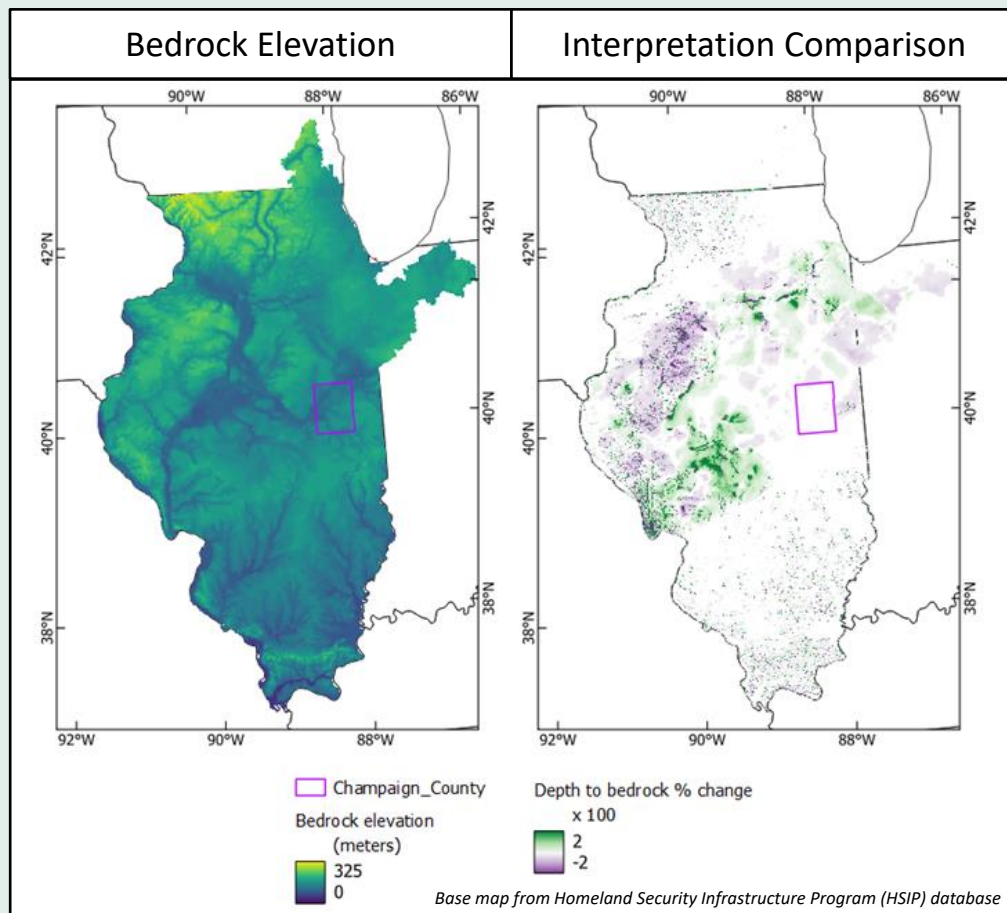 Bedrock Elevation
Interpretation Comparison
90°W 88°W 86°W
90°W 88°W 86°W
42°N
42°N
42°N
42°N
40°N
40°N
40°N
40°N
38°N
38°N
38°N
38°N
92°W 90°W 88°W
92°W 90°W 88°W
Champaign_County
Bedrock elevation
(meters)
325
0
Depth to bedrock % change
x 100
2
-2
Base map from Homeland Security Infrastructure Program (HSIP) database